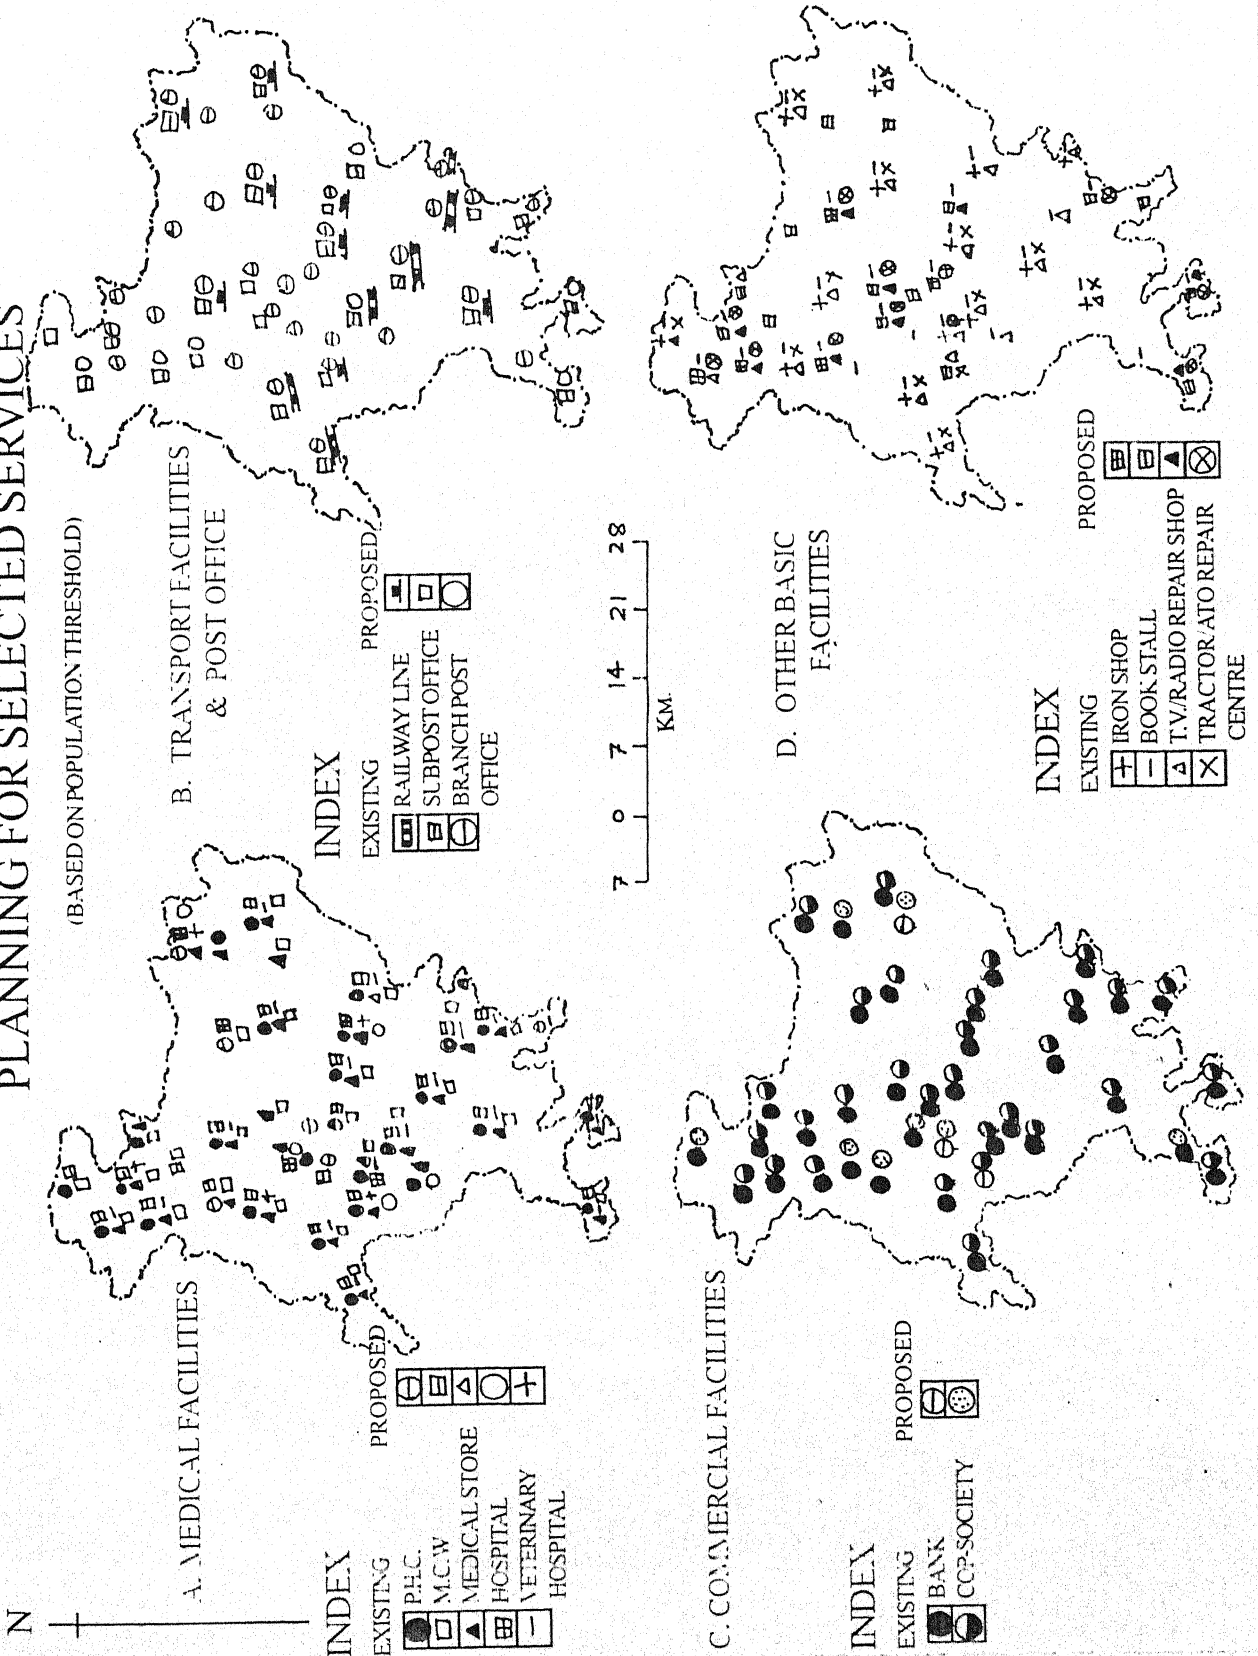 PLANNING FOR SELECTED SERVICES
(BASED ON POPULATION THRESHOLD)
N
A. MEDICAL FACILITIES
INDEX
EXISTING
PROPOSED
P.H.C.
M.C.W
MEDICAL STORE
HOSPITAL
VETERINARY
HOSPITAL
B. TRANSPORT FACILITIES
& POST OFFICE
INDEX
EXISTING
PROPOSED
RAILWAY LINE
SUBPOST OFFICE
BRANCH POST
OFFICE
7 0 7 14 21 28
KM.
C. COMMERCIAL FACILITIES
INDEX
EXISTING
PROPOSED
BANK
COP-SOCIETY
D. OTHER BASIC
FACILITIES
INDEX
EXISTING
PROPOSED
IRON SHOP
BOOK STALL
T.V./RADIO REPAIR SHOP
TRACTOR/ATO REPAIR
CENTRE